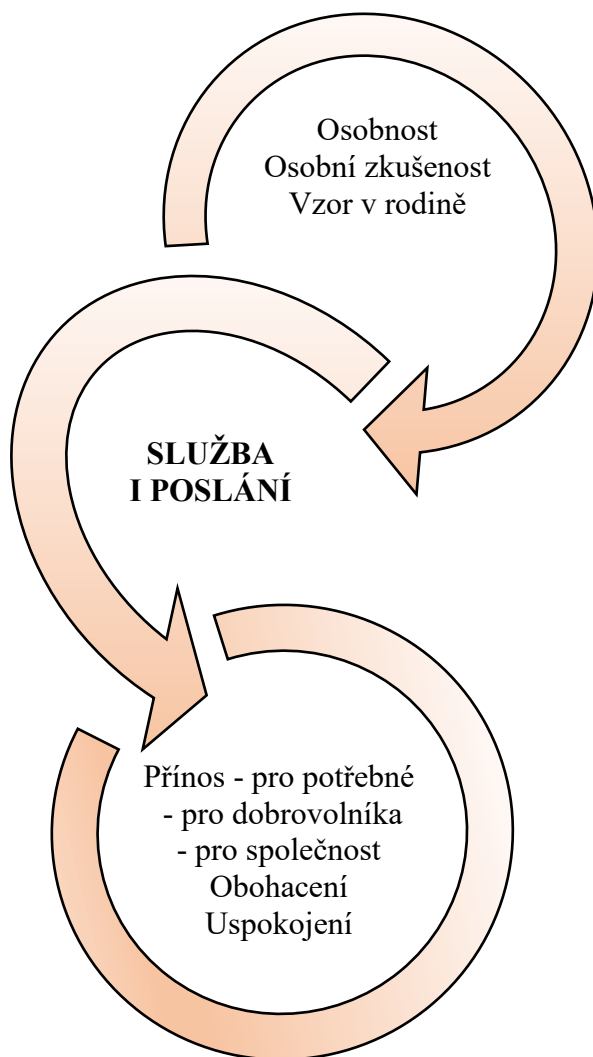 Osobnost
Osobní zkušenost
Vzor v rodině
SLUŽBA
I POSLÁNÍ
Přínos - pro potřebné
- pro dobrovolníka
- pro společnost
Obohacení
Uspokojení